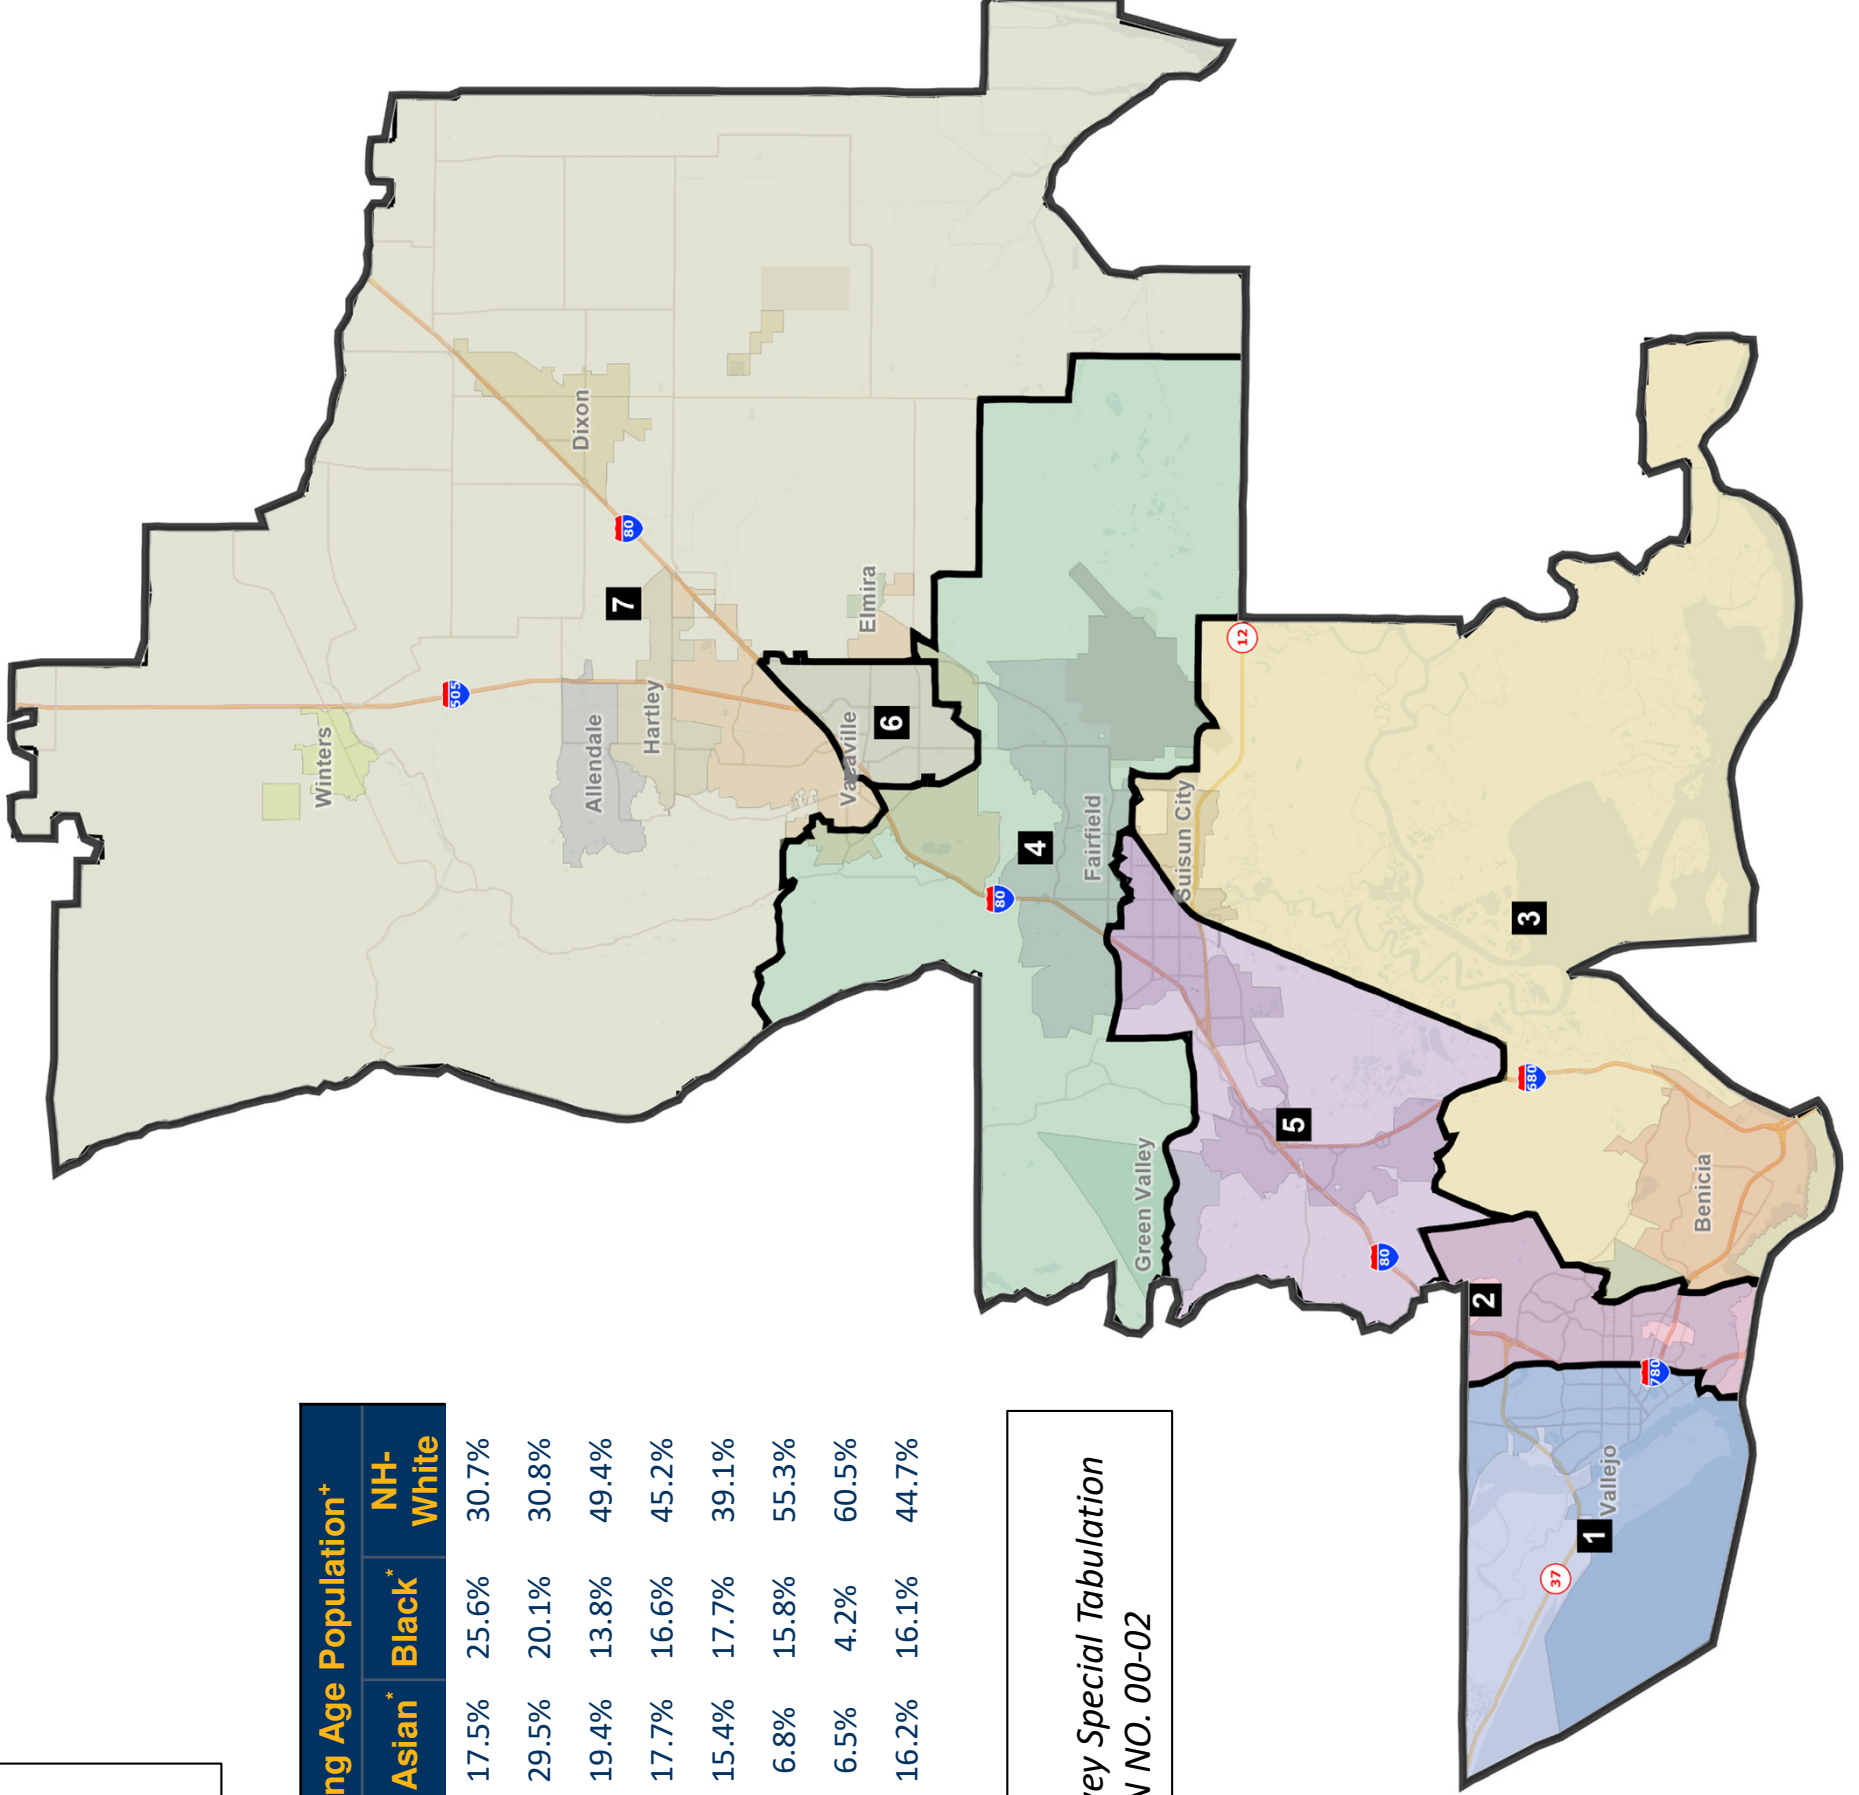 ng Age Population+
Asian* Black* NH-White
17.5% 25.6% 30.7%
29.5% 20.1% 30.8%
19.4% 13.8% 49.4%
17.7% 16.6% 45.2%
15.4% 17.7% 39.1%
6.8% 15.8% 55.3%
6.5% 4.2% 60.5%
16.2% 16.1% 44.7%
vey Special Tabulation
N NO. 00-02
Winters
505
Allendale
Hartley
7
Dixon
80
Vacaville
6
Elmira
80
4
Fairfield
Green Valley
Suisun City
12
5
80
2
3
680
Benicia
780
1
Vallejo
37